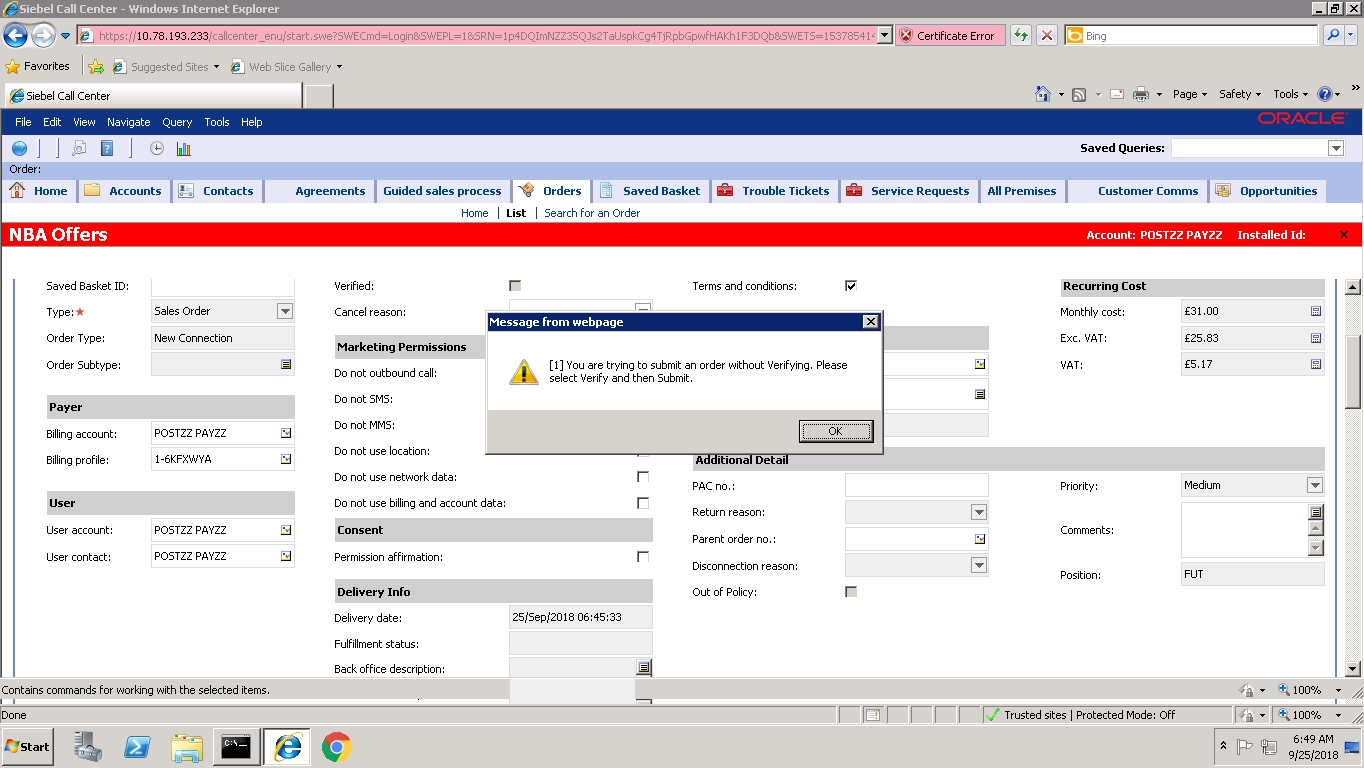 Siebel Call Center - Windows Internet Explorer
https://10.78.193.233/callcenter_enu/start.swe?SWECmd=Login&SWEPL=1&SRN=1p4DQImNZZ35QJs2TaUspkCg4TjRpbGpwfHAKh1F3DQb&SWETS=153785414
Certificate Error
Bing
Favorites
Suggested Sites
Web Slice Gallery
Siebel Call Center
Page
Safety
Tools
File Edit View Navigate Query Tools Help
ORACLE
Saved Queries:
Order:
Home
Accounts
Contacts
Agreements
Guided sales process
Orders
Saved Basket
Trouble Tickets
Service Requests
All Premises
Customer Comms
Opportunities
Home | List | Search for an Order
NBA Offers
Account: POSTZZ PAYZZ Installed Id:
Saved Basket ID:
Type:
Sales Order
Order Type:
New Connection
Order Subtype:
Payer
Billing account:
POSTZZ PAYZZ
Billing profile:
1-6KFXWYA
User
User account:
POSTZZ PAYZZ
User contact:
POSTZZ PAYZZ
Verified:
Cancel reason:
Marketing Permissions
Do not outbound call:
Do not SMS:
Do not MMS:
Do not use location:
Do not use network data:
Do not use billing and account data:
Consent
Permission affirmation:
Delivery Info
Delivery date:
25/Sep/2018 06:45:33
Fulfillment status:
Back office description:
Terms and conditions:
Message from webpage
[1] You are trying to submit an order without Verifying. Please
select Verify and then Submit.
OK
Additional Detail
PAC no.:
Return reason:
Parent order no.:
Disconnection reason:
Out of Policy:
Recurring Cost
Monthly cost:
£31.00
Exc. VAT:
£25.83
VAT:
£5.17
Priority:
Medium
Comments:
Position:
FUT
Contains commands for working with the selected items.
100%
Done
Trusted sites | Protected Mode: Off
100%
Start
6:49 AM
9/25/2018